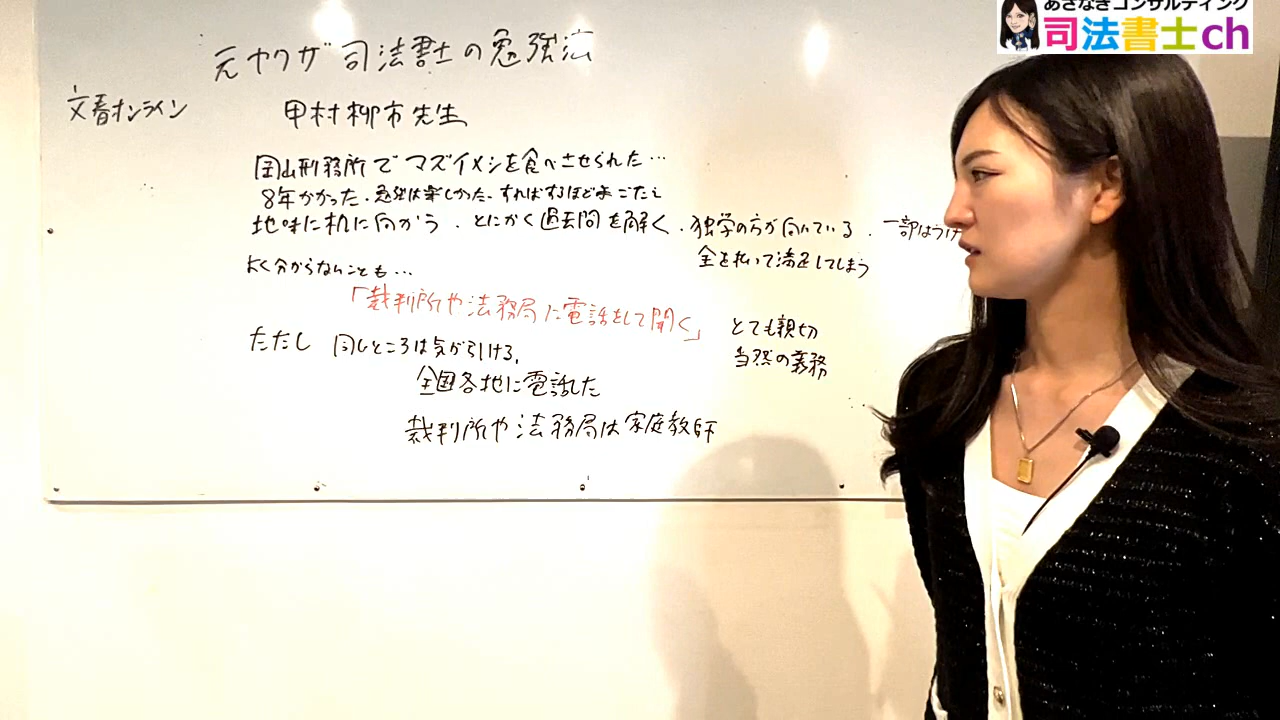 あさなぎコンサルティング
司法書士ch
元ヤクザ 司法書士の勉強法
文春オンライン
甲村柳市先生
岡山刑務所でマズイメシを食べさせられた…
8年かかった、勉強は楽しかった、すればするほど手ごたえ
地味に机に向かう、とにかく過去問を解く、独学の方が向いている、一部はうけ
金を払って満足してしまう
よく分からないことも…
「裁判所や法務局に電話をして聞く」
とても親切
当然の義務
ただし 同じところは気が引ける,
全国各地に電話した
裁判所や法務局は家庭教師